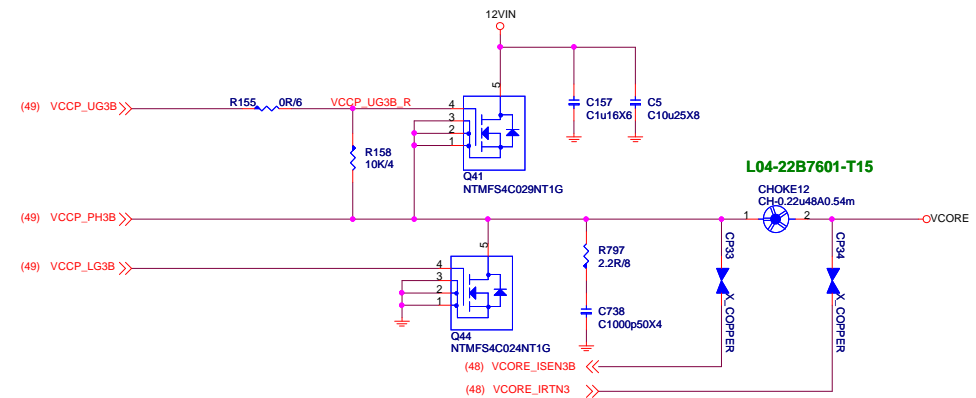 12VIN
5
(49) VCCP_UG3B
R155
0R/6
VCCP_UG3B_R
4
3
2
1
C157
C1u16X6
C5
C10u25X8
R158
10K/4
Q41
NTMFS4C029NT1G
L04-22B7601-T15
CHOKE12
CH-0.22u48A0.54m
(49) VCCP_PH3B
1
2
VCORE
5
CP33
X_COPPER
CP34
X_COPPER
R797
2.2R/8
(49) VCCP_LG3B
4
3
2
1
C738
C1000p50X4
Q44
NTMFS4C024NT1G
(48) VCORE_ISEN3B
(48) VCORE_IRTN3